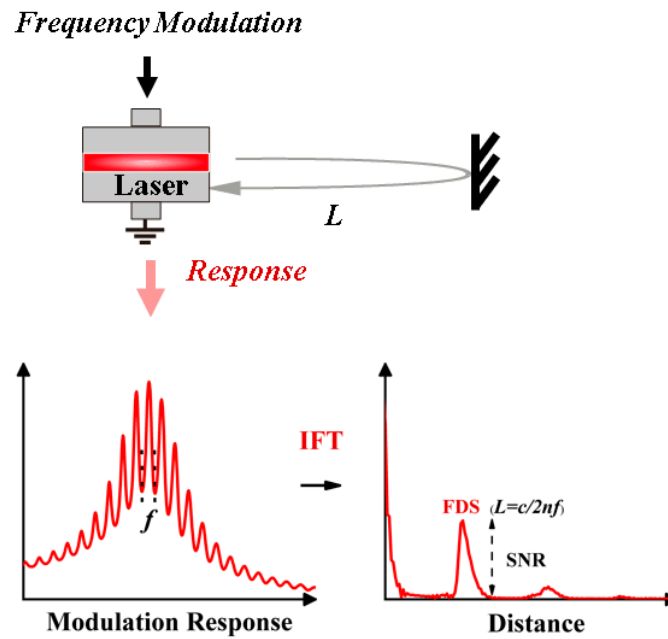 Frequency Modulation
Laser
L
Response
IFT
f
FDS (L=c/2nf)
SNR
Modulation Response
Distance